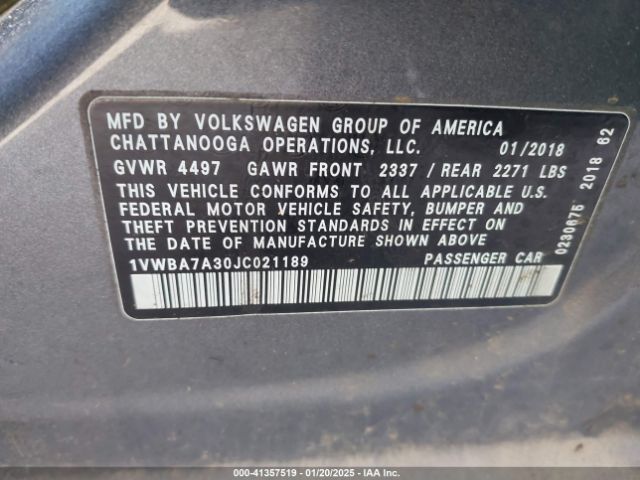 MFD BY VOLKSWAGEN GROUP OF AMERICA
CHATTANOOGA OPERATIONS, LLC. 01/2018
GVWR 4497 GAWR FRONT 2337 / REAR 2271 LBS
THIS VEHICLE CONFORMS TO ALL APPLICABLE U.S.
FEDERAL MOTOR VEHICLE SAFETY, BUMPER AND
THEFT PREVENTION STANDARDS IN EFFECT ON
THE DATE OF MANUFACTURE SHOWN ABOVE
1VWBA7A30JC021189 PASSENGER CAR
0230675 2018 62
000-41357519 - 01/20/2025 - IAA Inc.